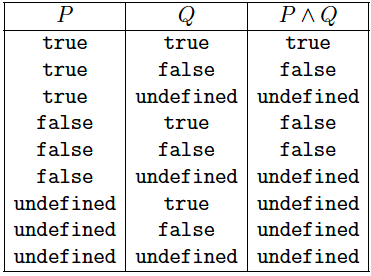 P Q P ∧ Q
true true true
true false false
true undefined undefined
false true false
false false false
false undefined undefined
undefined true undefined
undefined false undefined
undefined undefined undefined